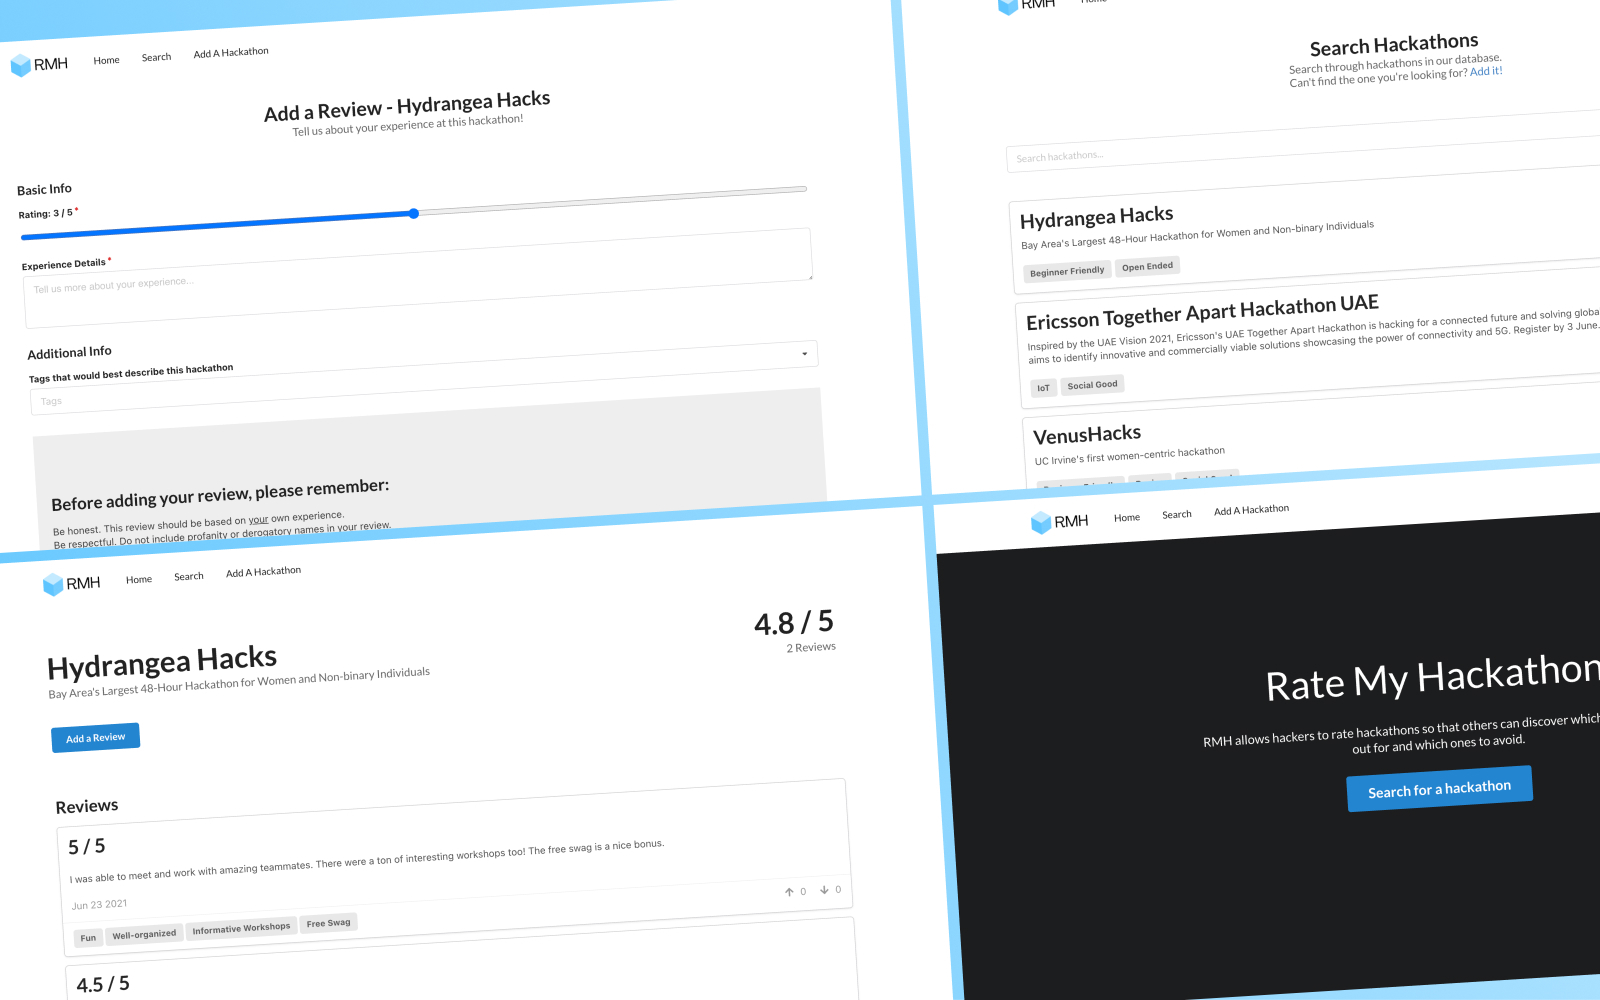 RMH Home Search Add A Hackathon
Add a Review - Hydrangea Hacks
Tell us about your experience at this hackathon!
Basic Info
Rating: 3 / 5 *
Experience Details *
Tell us more about your experience...
Additional Info
Tags that would best describe this hackathon
Tags
Before adding your review, please remember:
Be honest. This review should be based on your own experience.
Be respectful. Do not include profanity or derogatory names in your review.
RMH Home
Search Hackathons
Search through hackathons in our database.
Can't find the one you're looking for? Add it!
Search hackathons...
Hydrangea Hacks
Bay Area's Largest 48-Hour Hackathon for Women and Non-binary Individuals
Beginner Friendly Open Ended
Ericsson Together Apart Hackathon UAE
Inspired by the UAE Vision 2021, Ericsson's UAE Together Apart Hackathon is hacking for a connected future and solving globa
aims to identify innovative and commercially viable solutions showcasing the power of connectivity and 5G. Register by 3 June.
IoT Social Good
VenusHacks
UC Irvine's first women-centric hackathon
RMH Home Search Add A Hackathon
Hydrangea Hacks
Bay Area's Largest 48-Hour Hackathon for Women and Non-binary Individuals
4.8 / 5
2 Reviews
Add a Review
Reviews
5 / 5
I was able to meet and work with amazing teammates. There were a ton of interesting workshops too! The free swag is a nice bonus.
Jun 23 2021
0 0
Fun Well-organized Informative Workshops Free Swag
4.5 / 5
RMH Home Search Add A Hackathon
Rate My Hackathon
RMH allows hackers to rate hackathons so that others can discover which
out for and which ones to avoid.
Search for a hackathon